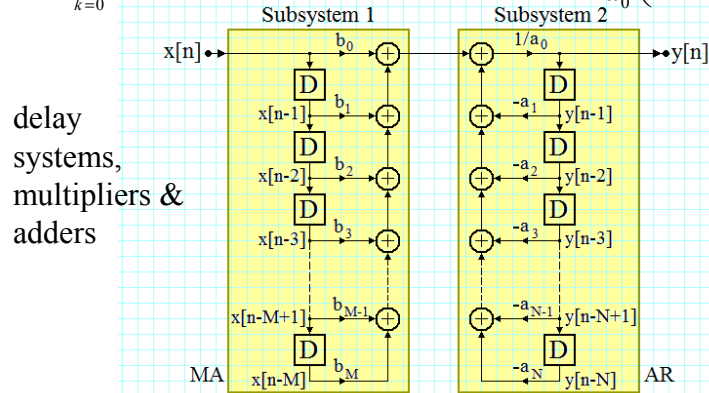 k=0
Subsystem 1 Subsystem 2
x[n] b0 1/a0 y[n]
D D
x[n-1] b1 -a1 y[n-1]
delay
D D
systems,
x[n-2] b2 -a2 y[n-2]
multipliers &
D D
adders
x[n-3] b3 -a3 y[n-3]
x[n-M+1] bM-1 -aN-1 y[n-N+1]
D D
MA x[n-M] bM -aN y[n-N] AR